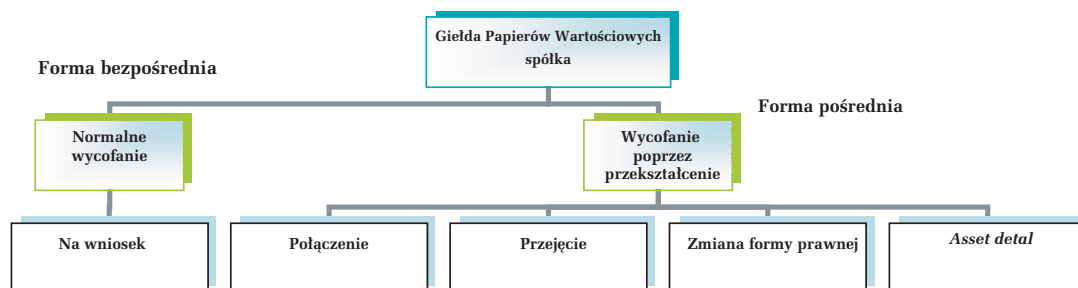 Giełda Papierów Wartościowych
spółka
Forma bezpośrednia
Forma pośrednia
Normalne
wycofanie
Wycofanie
poprzez
przekształcenie
Na wniosek
Połączenie
Przejęcie
Zmiana formy prawnej
Asset detal